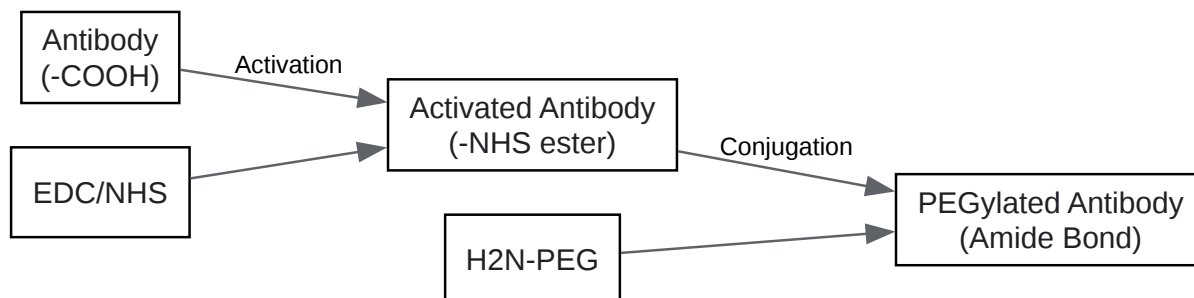 Antibody
(-COOH)
Activation
EDC/NHS
Activated Antibody
(-NHS ester)
Conjugation
H2N-PEG
PEGylated Antibody
(Amide Bond)